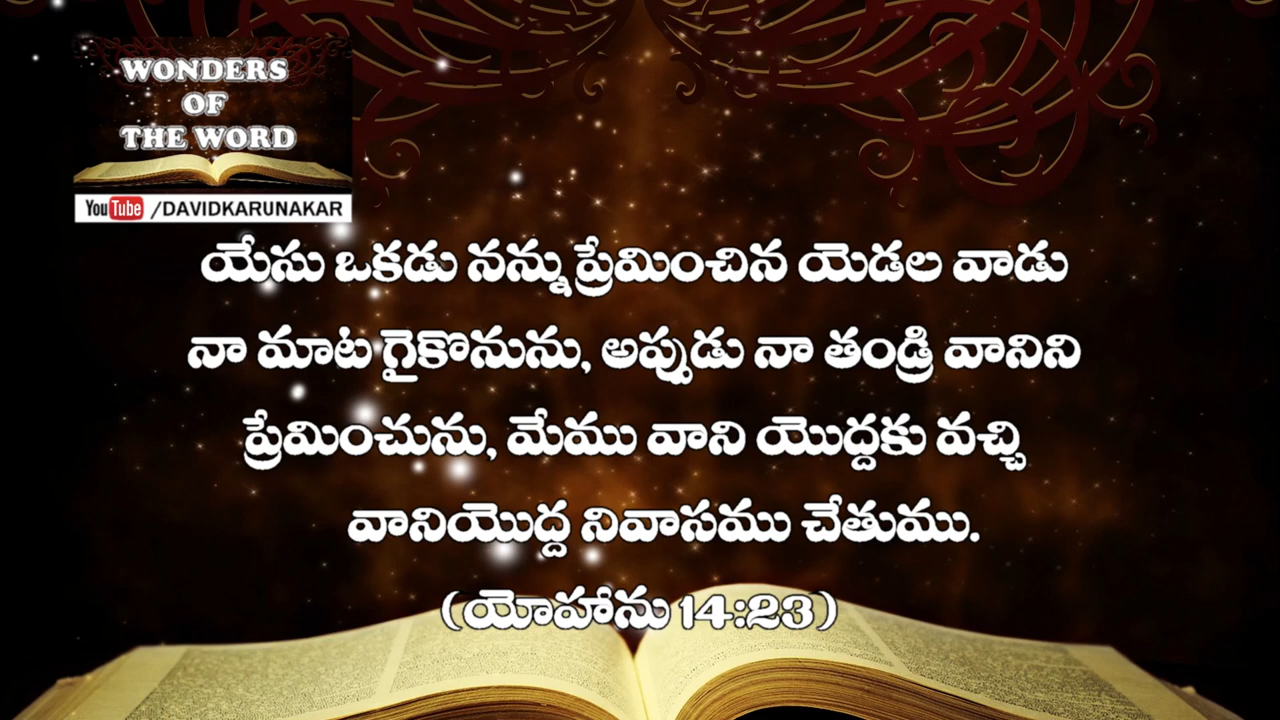 WONDERS
OF
THE WORD
YouTube /DAVIDKARUNAKAR
యేసు ఒకడు నన్ను ప్రేమించిన యెడల వాడు
నా మాట గైకొనును, అప్పుడు నా తండ్రి వానిని
ప్రేమించును, మేము వాని యొద్దకు వచ్చి
వానియొద్ద నివాసము చేతుము.
(యోహాను 14:23)